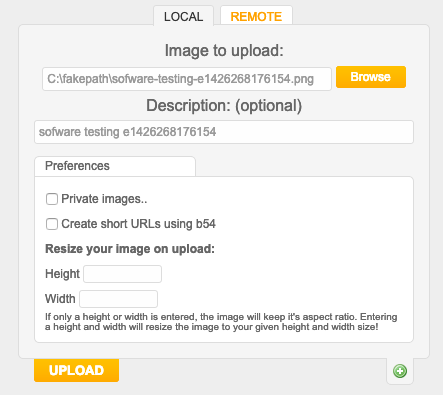 LOCAL
REMOTE
Image to upload:
C:\fakepath\sofware-testing-e1426268176154.png
Browse
Description: (optional)
sofware testing e1426268176154
Preferences
Private images..
Create short URLs using b54
Resize your image on upload:
Height
Width
If only a height or width is entered, the image will keep it's aspect ratio. Entering
a height and width will resize the image to your given height and width size!
UPLOAD